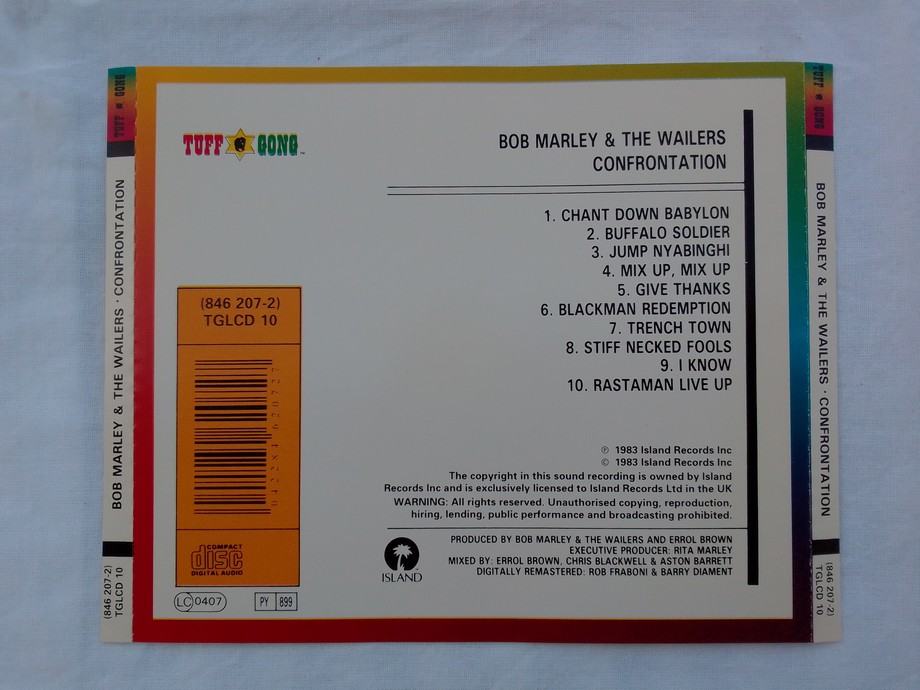 TUFF GONG
BOB MARLEY & THE WAILERS · CONFRONTATION
(846 207-2)
TGLCD 10
TUFF GONG™
BOB MARLEY & THE WAILERS
CONFRONTATION
1. CHANT DOWN BABYLON
2. BUFFALO SOLDIER
3. JUMP NYABINGHI
4. MIX UP, MIX UP
5. GIVE THANKS
6. BLACKMAN REDEMPTION
7. TRENCH TOWN
8. STIFF NECKED FOOLS
9. I KNOW
10. RASTAMAN LIVE UP
(846 207-2)
TGLCD 10
COMPACT
disc
DIGITAL AUDIO
LC 0407
PY 899
℗ 1983 Island Records Inc
© 1983 Island Records Inc
The copyright in this sound recording is owned by Island
Records Inc and is exclusively licensed to Island Records Ltd in the UK
WARNING: All rights reserved. Unauthorised copying, reproduction,
hiring, lending, public performance and broadcasting prohibited.
ISLAND
PRODUCED BY BOB MARLEY & THE WAILERS AND ERROL BROWN
EXECUTIVE PRODUCER: RITA MARLEY
MIXED BY: ERROL BROWN, CHRIS BLACKWELL & ASTON BARRETT
DIGITALLY REMASTERED: ROB FRABONI & BARRY DIAMENT
TUFF GONG
BOB MARLEY & THE WAILERS · CONFRONTATION
(846 207-2)
TGLCD 10